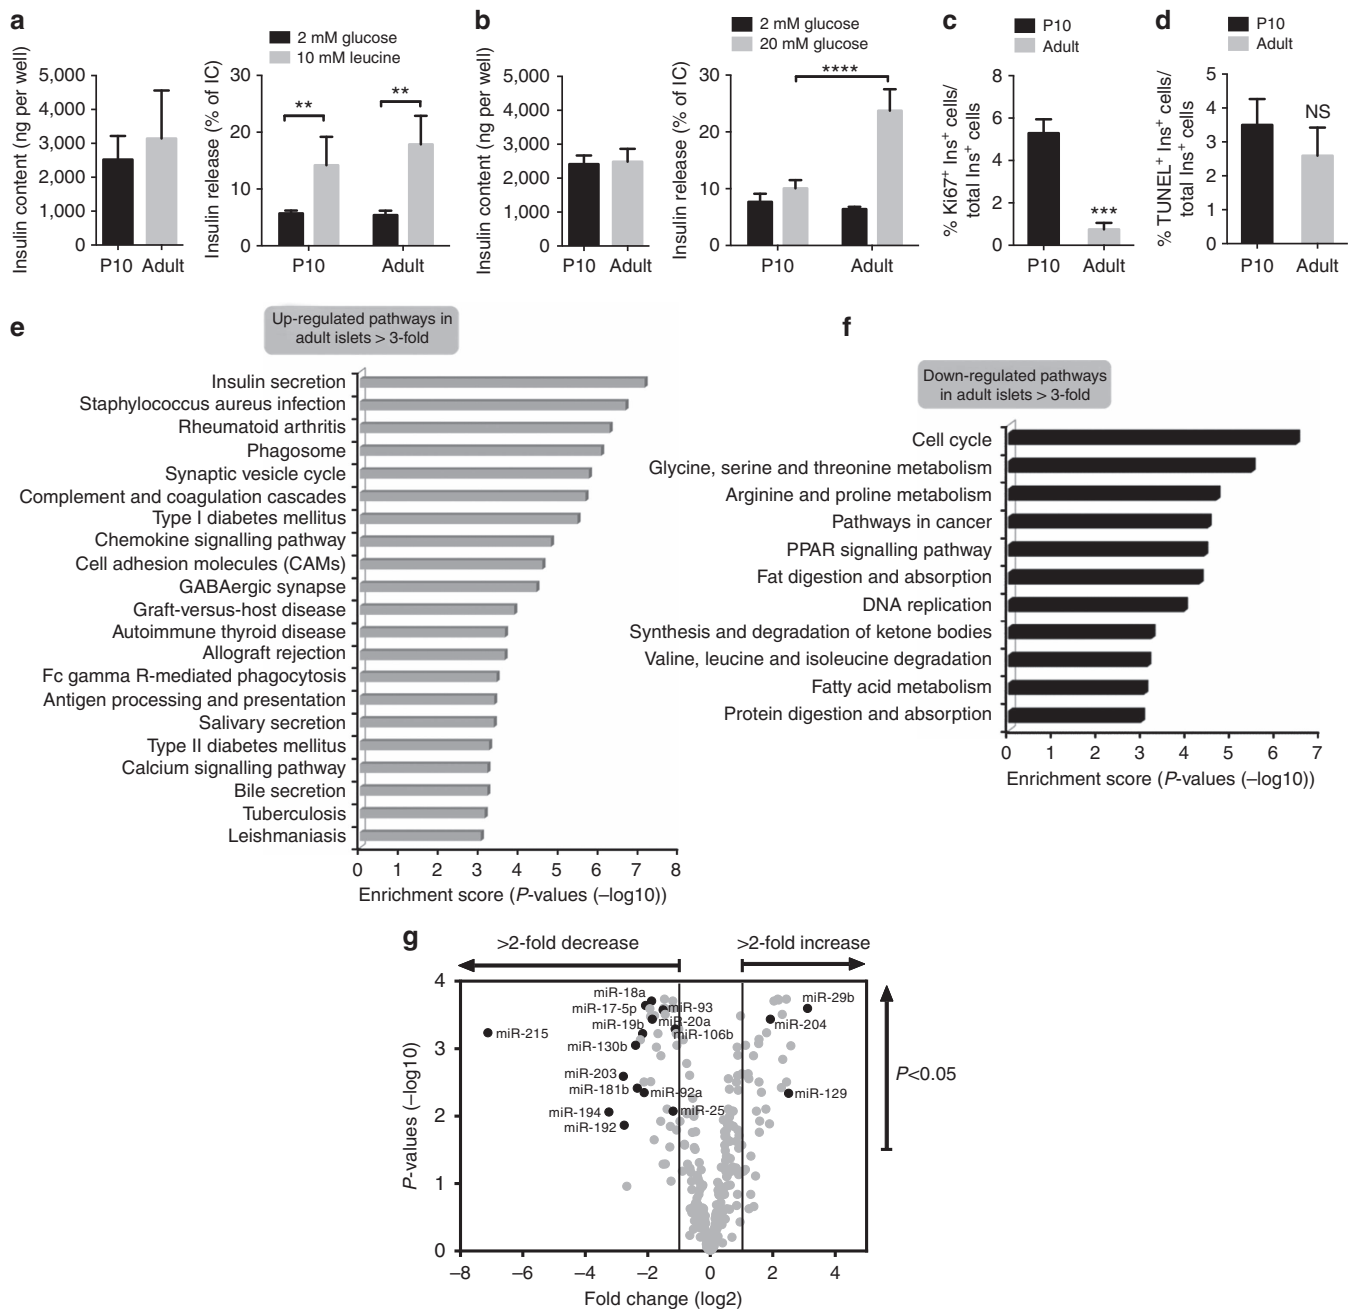 a
Insulin content (ng per well)
5,000
4,000
3,000
2,000
1,000
0
P10 Adult
2 mM glucose
10 mM leucine
Insulin release (% of IC)
30
20
10
0
**
**
P10 Adult
b
Insulin content (ng per well)
5,000
4,000
3,000
2,000
1,000
0
P10 Adult
2 mM glucose
20 mM glucose
Insulin release (% of IC)
30
20
10
0
****
P10 Adult
c
P10
Adult
% Ki67+ Ins+ cells/
total Ins+ cells
8
6
4
2
0
***
P10 Adult
d
P10
Adult
% TUNEL+ Ins+ cells/
total Ins+ cells
5
4
3
2
1
0
NS
P10 Adult
e
Up-regulated pathways in
adult islets > 3-fold
Insulin secretion
Staphylococcus aureus infection
Rheumatoid arthritis
Phagosome
Synaptic vesicle cycle
Complement and coagulation cascades
Type I diabetes mellitus
Chemokine signalling pathway
Cell adhesion molecules (CAMs)
GABAergic synapse
Graft-versus-host disease
Autoimmune thyroid disease
Allograft rejection
Fc gamma R-mediated phagocytosis
Antigen processing and presentation
Salivary secretion
Type II diabetes mellitus
Calcium signalling pathway
Bile secretion
Tuberculosis
Leishmaniasis
0 1 2 3 4 5 6 7 8
Enrichment score (P-values (–log10))
f
Down-regulated pathways
in adult islets > 3-fold
Cell cycle
Glycine, serine and threonine metabolism
Arginine and proline metabolism
Pathways in cancer
PPAR signalling pathway
Fat digestion and absorption
DNA replication
Synthesis and degradation of ketone bodies
Valine, leucine and isoleucine degradation
Fatty acid metabolism
Protein digestion and absorption
0 1 2 3 4 5 6 7
Enrichment score (P-values (–log10))
g
>2-fold decrease
>2-fold increase
P-values (–log10)
4
3
2
1
0
miR-18a
miR-17-5p
miR-93
miR-29b
miR-19b
miR-20a
miR-204
miR-215
miR-106b
miR-130b
miR-203
miR-181b
miR-92a
miR-129
miR-194
miR-25
miR-192
P<0.05
–8 –6 –4 –2 0 2 4
Fold change (log2)